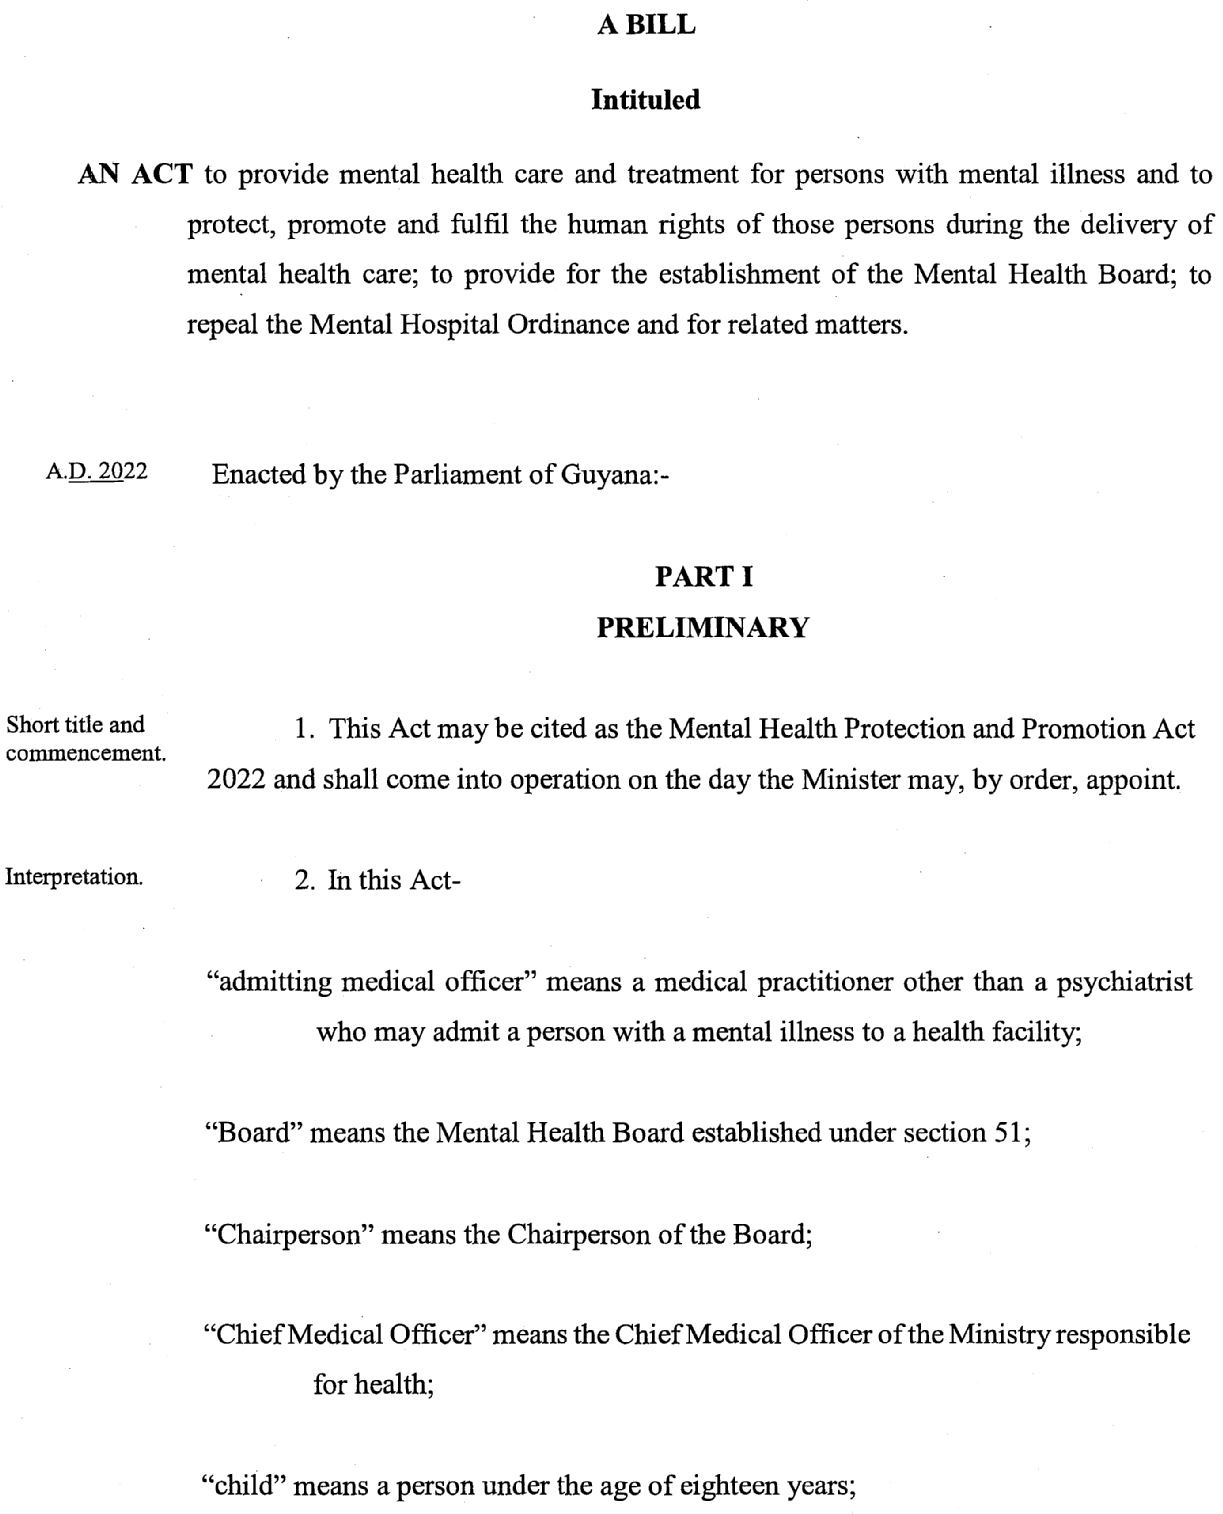 A BILL
Intituled
AN ACT to provide mental health care and treatment for persons with mental illness and to
protect, promote and fulfil the human rights of those persons during the delivery of
mental health care; to provide for the establishment of the Mental Health Board; to
repeal the Mental Hospital Ordinance and for related matters.
A.D. 2022 Enacted by the Parliament of Guyana:-
PART I
PRELIMINARY
Short title and
commencement.
1. This Act may be cited as the Mental Health Protection and Promotion Act
2022 and shall come into operation on the day the Minister may, by order, appoint.
Interpretation.
2. In this Act-
“admitting medical officer” means a medical practitioner other than a psychiatrist
who may admit a person with a mental illness to a health facility;
“Board” means the Mental Health Board established under section 51;
“Chairperson” means the Chairperson of the Board;
“Chief Medical Officer” means the Chief Medical Officer of the Ministry responsible
for health;
“child” means a person under the age of eighteen years;